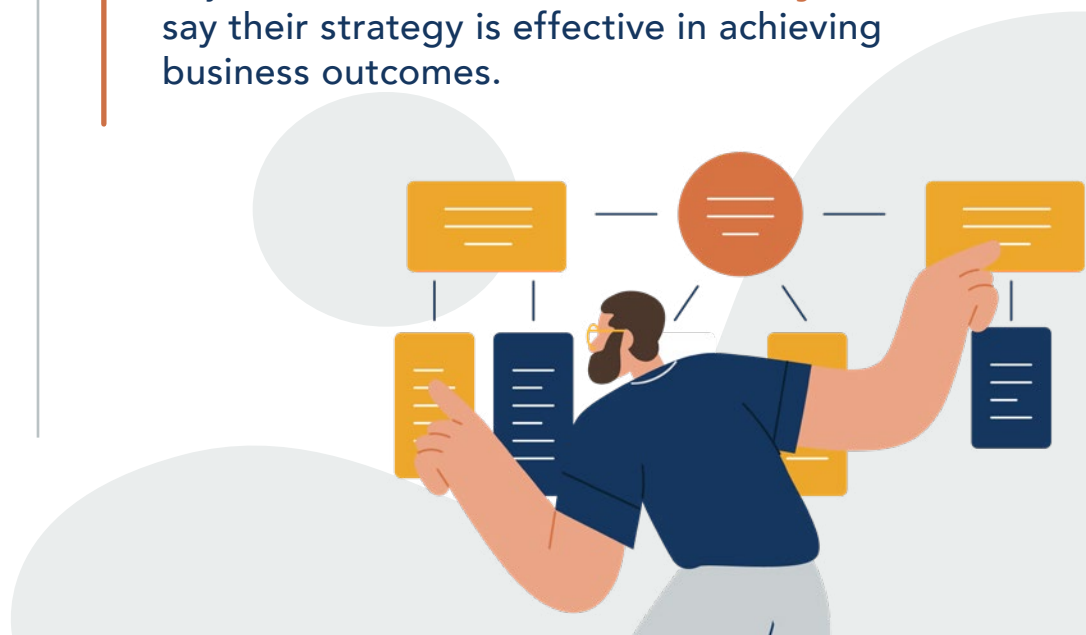 say their strategy is effective in achieving
business outcomes.